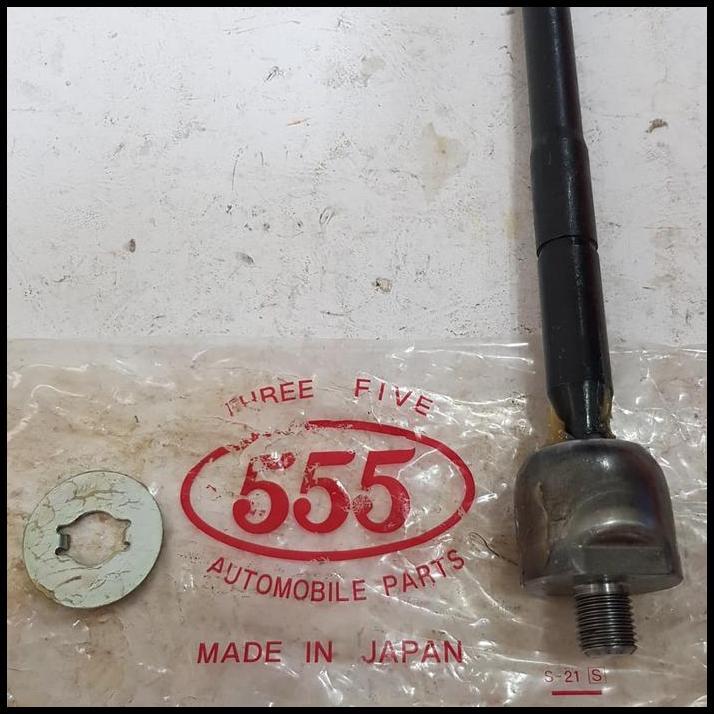 THREE FIVE
555
AUTOMOBILE PARTS
MADE IN JAPAN
S-21 S